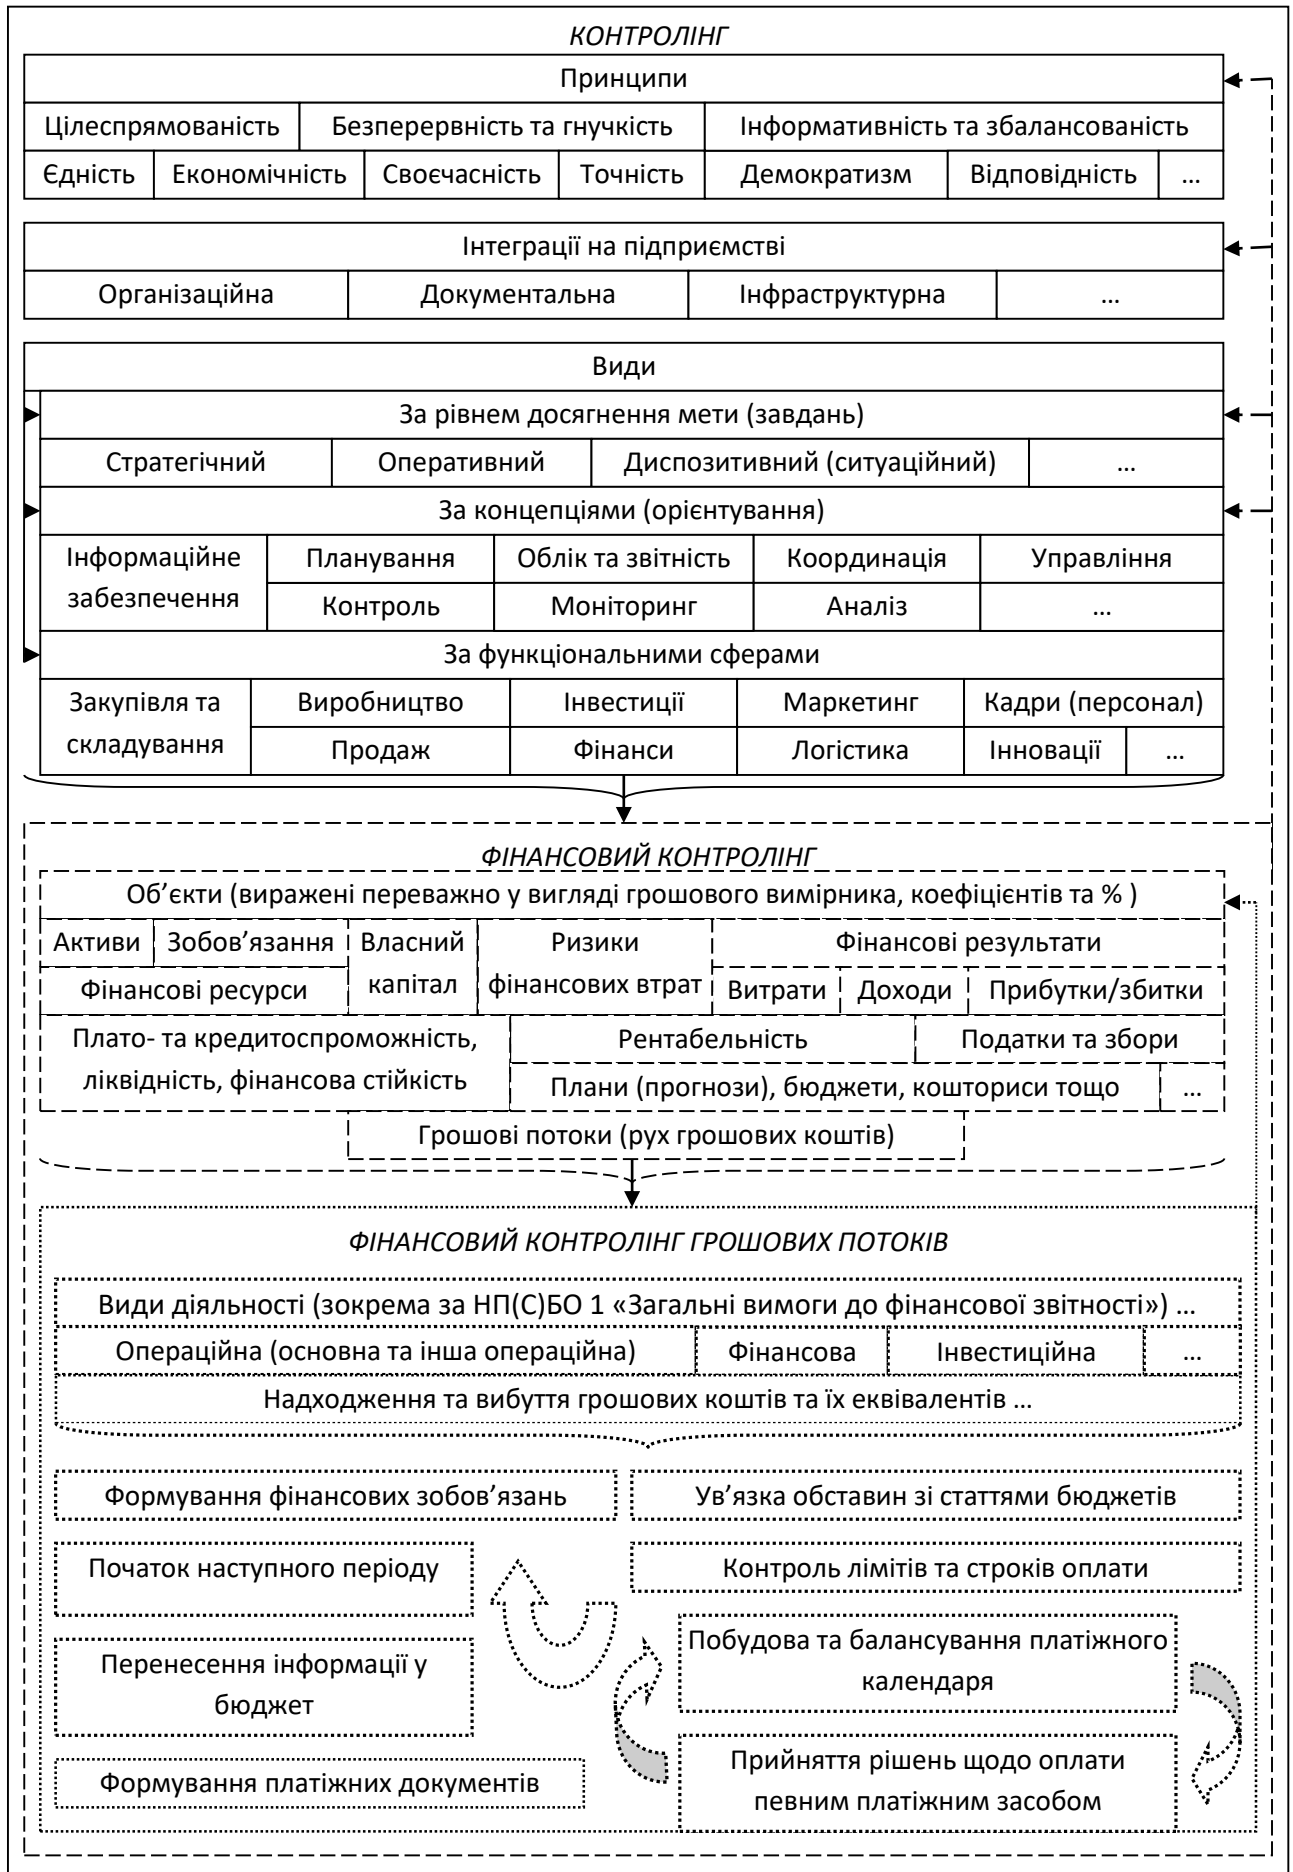 КОНТРОЛІНГ
Принципи
Цілеспрямованість Безперервність та гнучкість Інформативність та збалансованість
Єдність Економічність Своєчасність Точність Демократизм Відповідність ...
Інтеграції на підприємстві
Організаційна Документальна Інфраструктурна ...
Види
За рівнем досягнення мети (завдань)
Стратегічний Оперативний Диспозитивний (ситуаційний) ...
За концепціями (орієнтування)
Інформаційне забезпечення Планування Облік та звітність Координація Управління
Контроль Моніторинг Аналіз ...
За функціональними сферами
Закупівля та складування Виробництво Інвестиції Маркетинг Кадри (персонал)
Продаж Фінанси Логістика Інновації ...
ФІНАНСОВИЙ КОНТРОЛІНГ
Об’єкти (виражені переважно у вигляді грошового вимірника, коефіцієнтів та % )
Активи Зобов’язання Власний капітал Ризики фінансових втрат Фінансові результати
Фінансові ресурси Витрати Доходи Прибутки/збитки
Плато- та кредитоспроможність, Рентабельність Податки та збори
ліквідність, фінансова стійкість Плани (прогнози), бюджети, кошториси тощо ...
Грошові потоки (рух грошових коштів)
ФІНАНСОВИЙ КОНТРОЛІНГ ГРОШОВИХ ПОТОКІВ
Види діяльності (зокрема за НП(С)БО 1 «Загальні вимоги до фінансової звітності») ...
Операційна (основна та інша операційна) Фінансова Інвестиційна ...
Надходження та вибуття грошових коштів та їх еквівалентів ...
Формування фінансових зобов’язань Ув’язка обставин зі статтями бюджетів
Початок наступного періоду Контроль лімітів та строків оплати
Побудова та балансування платіжного
календаря
Перенесення інформації у
бюджет
Прийняття рішень щодо оплати
певним платіжним засобом
Формування платіжних документів